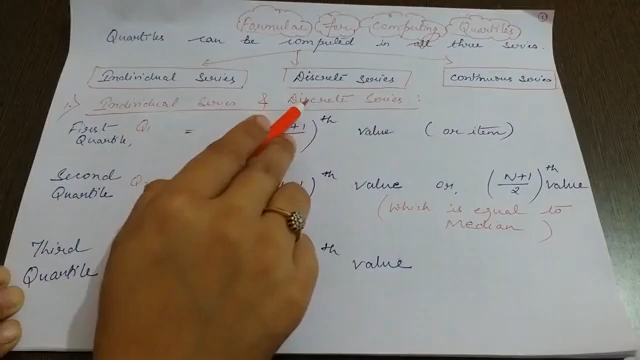 Formulae for Computing Quartiles
Quartiles can be computed in all three series.
Individual Series Discrete Series Continuous Series
1.) Individual Series & Discrete Series :
First Quartile, Q1 = +1 )th value (or item)
Second Quartile Q +1 )th value or, (N+1/2)th value
(Which is equal to Median)
Third Quartile th value